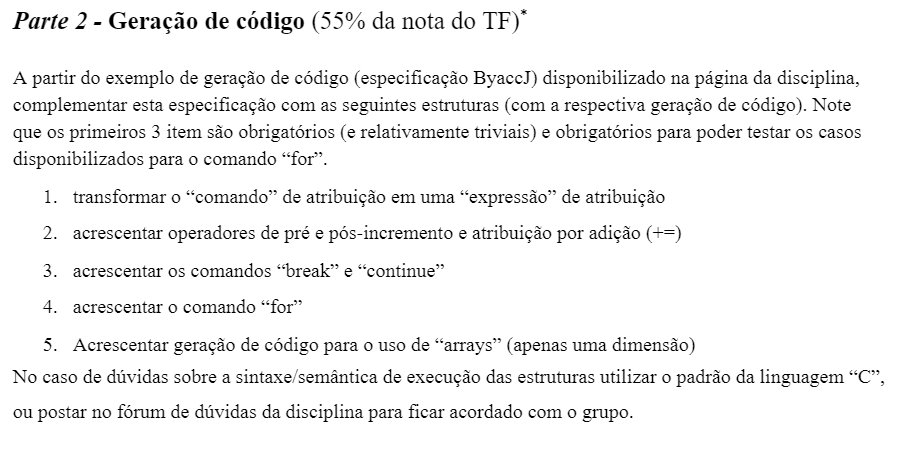 Parte 2 - Geração de código (55% da nota do TF)*
A partir do exemplo de geração de código (especificação ByaccJ) disponibilizado na página da disciplina,
complementar esta especificação com as seguintes estruturas (com a respectiva geração de código). Note
que os primeiros 3 item são obrigatórios (e relativamente triviais) e obrigatórios para poder testar os casos
disponibilizados para o comando “for”.
1. transformar o “comando” de atribuição em uma “expressão” de atribuição
2. acrescentar operadores de pré e pós-incremento e atribuição por adição (+=)
3. acrescentar os comandos “break” e “continue”
4. acrescentar o comando “for”
5. Acrescentar geração de código para o uso de “arrays” (apenas uma dimensão)
No caso de dúvidas sobre a sintaxe/semântica de execução das estruturas utilizar o padrão da linguagem “C”,
ou postar no fórum de dúvidas da disciplina para ficar acordado com o grupo.